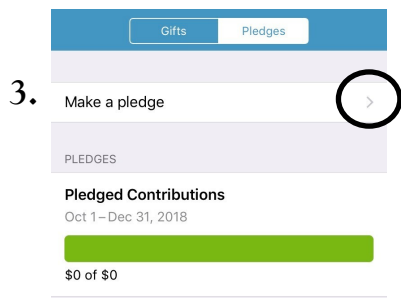 Gifts Pledges
3. Make a pledge
PLEDGES
Pledged Contributions
Oct 1 – Dec 31, 2018
$0 of $0